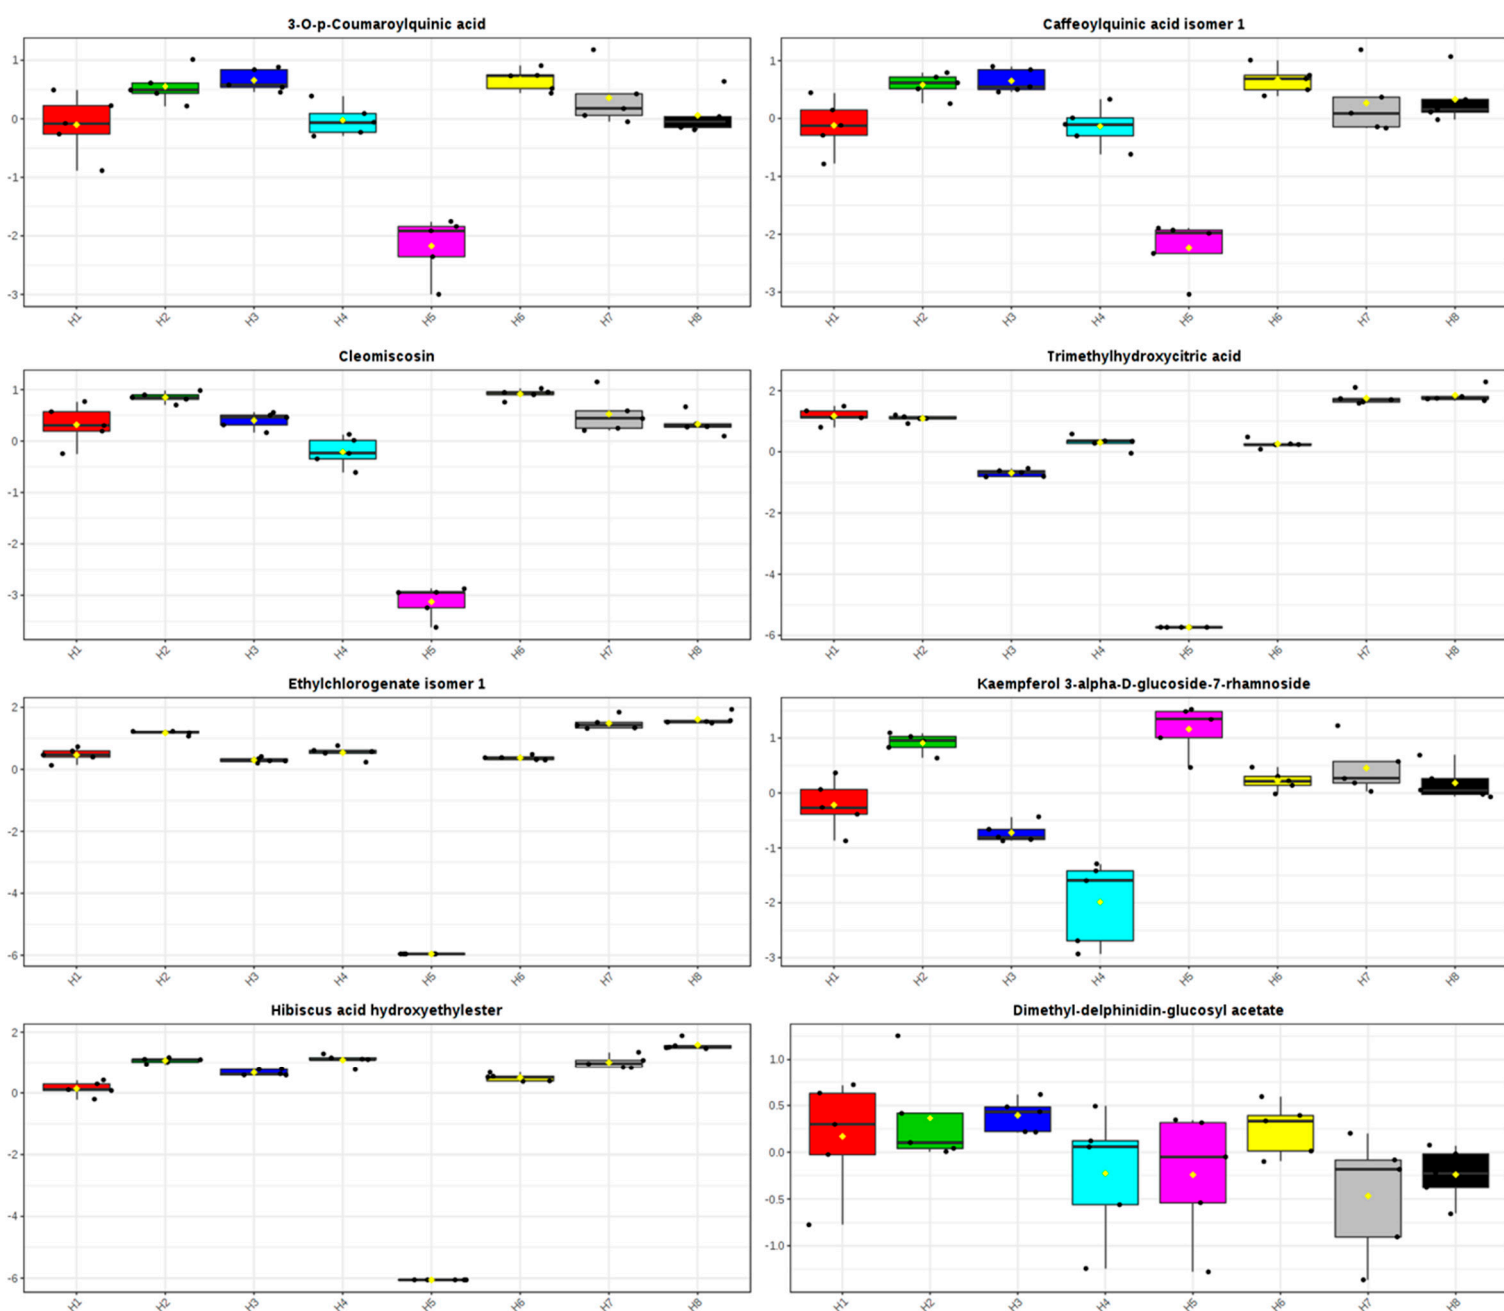 3-O-p-Coumaroylquinic acid
1
0
-1
-2
-3
H1 H2 H3 H4 H5 H6 H7 H8
Caffeoylquinic acid isomer 1
1
0
-1
-2
-3
H1 H2 H3 H4 H5 H6 H7 H8
Cleomiscosin
1
0
-1
-2
-3
H1 H2 H3 H4 H5 H6 H7 H8
Trimethylhydroxycitric acid
2
0
-2
-4
-6
H1 H2 H3 H4 H5 H6 H7 H8
Ethylchlorogenate isomer 1
2
0
-2
-4
-6
H1 H2 H3 H4 H5 H6 H7 H8
Kaempferol 3-alpha-D-glucoside-7-rhamnoside
1
0
-1
-2
-3
H1 H2 H3 H4 H5 H6 H7 H8
Hibiscus acid hydroxyethylester
2
0
-2
-4
-6
H1 H2 H3 H4 H5 H6 H7 H8
Dimethyl-delphinidin-glucosyl acetate
1.0
0.5
0.0
-0.5
-1.0
H1 H2 H3 H4 H5 H6 H7 H8